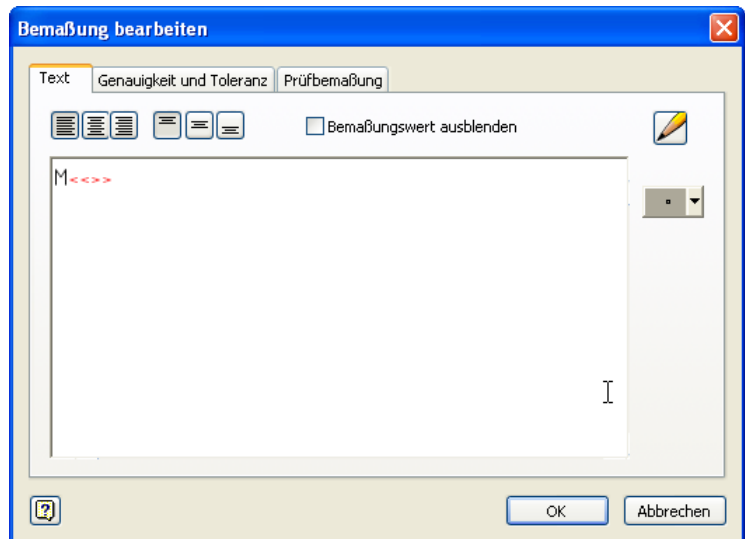 Bemaßung bearbeiten
Text Genauigkeit und Toleranz Prüfbemaßung
Bemaßungswert ausblenden
M<<>>
OK Abbrechen